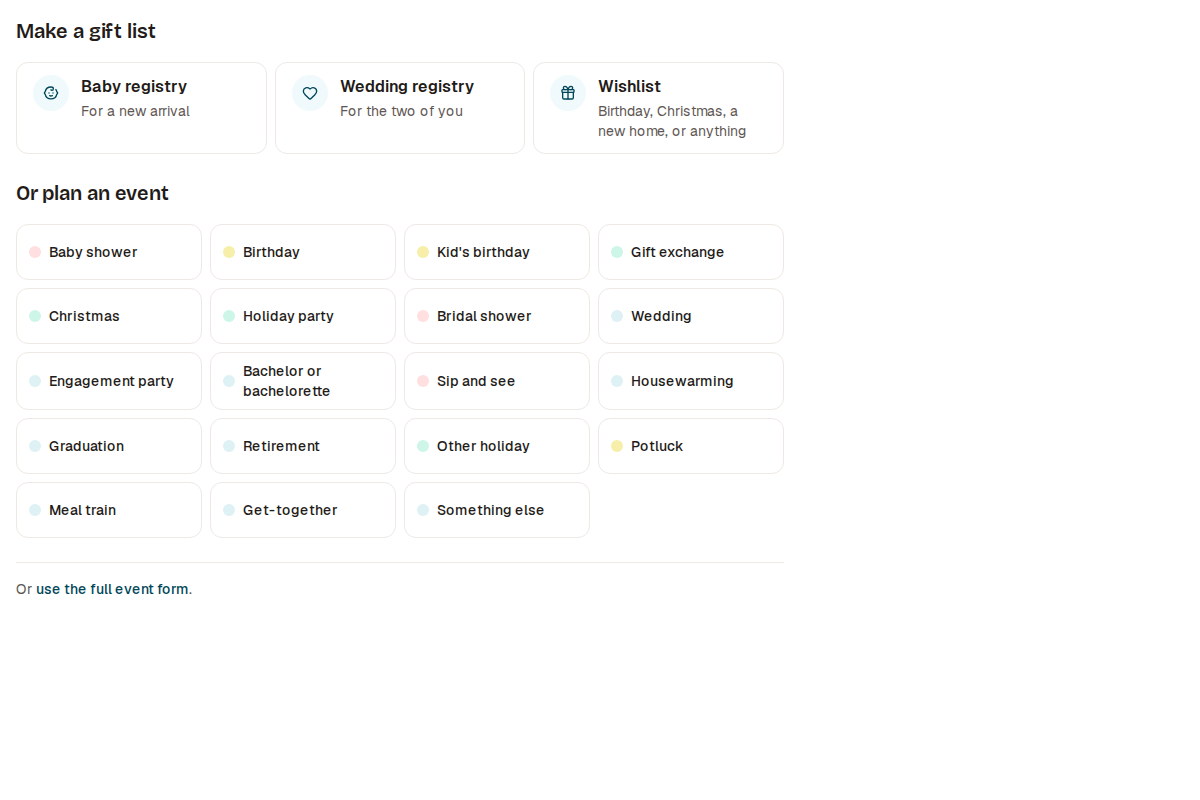 Make a gift list
Baby registry
For a new arrival
Wedding registry
For the two of you
Wishlist
Birthday, Christmas, a
new home, or anything
Or plan an event
Baby shower
Birthday
Kid's birthday
Gift exchange
Christmas
Holiday party
Bridal shower
Wedding
Engagement party
Bachelor or
bachelorette
Sip and see
Housewarming
Graduation
Retirement
Other holiday
Potluck
Meal train
Get-together
Something else
Or use the full event form.